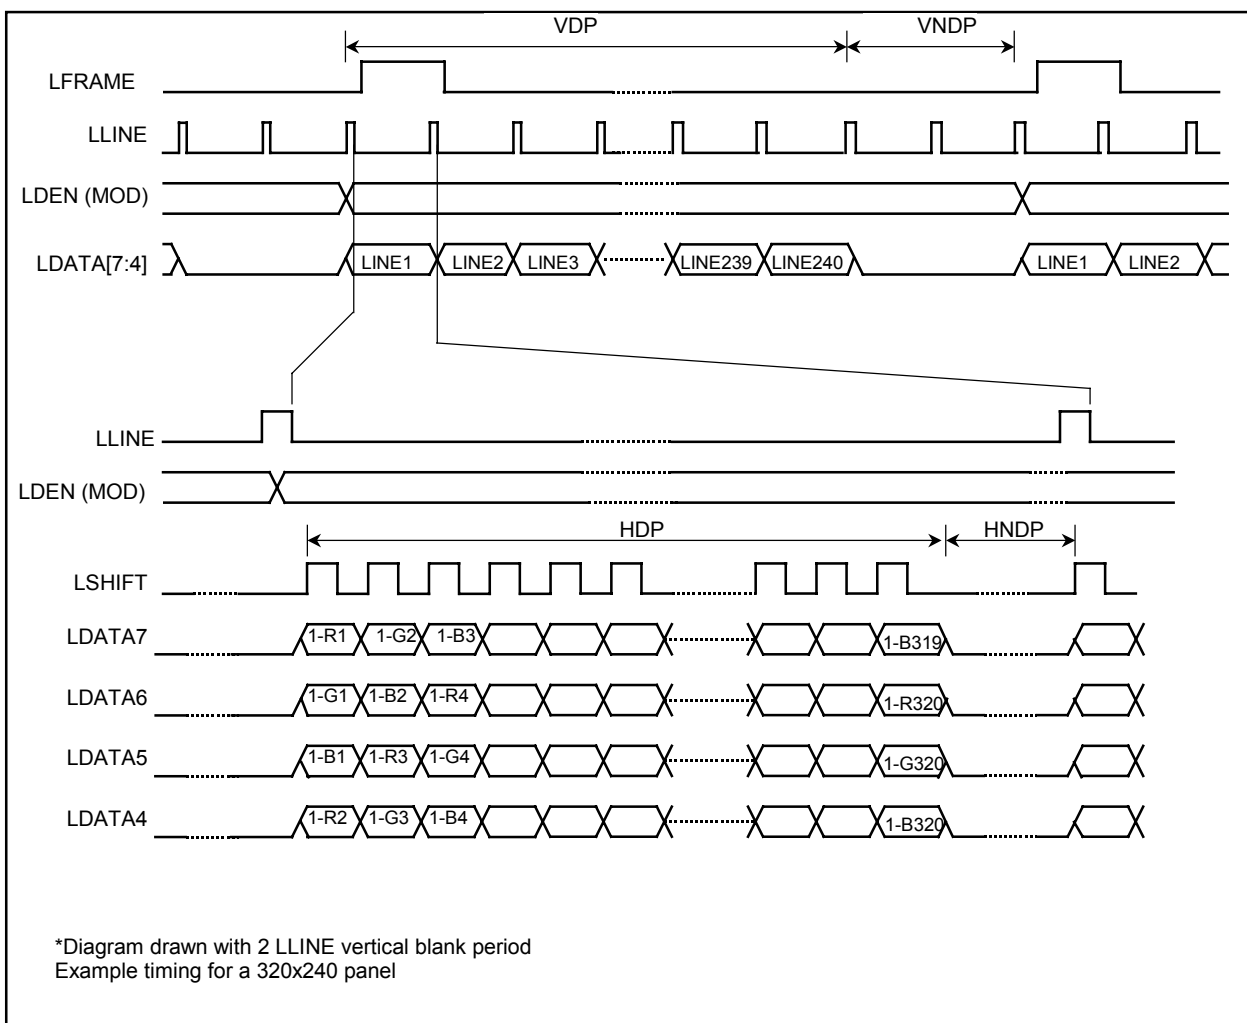 VDP VNDP
LFRAME
LLINE
LDEN (MOD)
LDATA[7:4] LINE1 LINE2 LINE3 LINE239 LINE240 LINE1 LINE2
LLINE
LDEN (MOD)
HDP HNDP
LSHIFT
LDATA7 1-R1 1-G2 1-B3 1-B319
LDATA6 1-G1 1-B2 1-R4 1-R320
LDATA5 1-B1 1-R3 1-G4 1-G320
LDATA4 1-R2 1-G3 1-B4 1-B320
*Diagram drawn with 2 LLINE vertical blank period
Example timing for a 320x240 panel